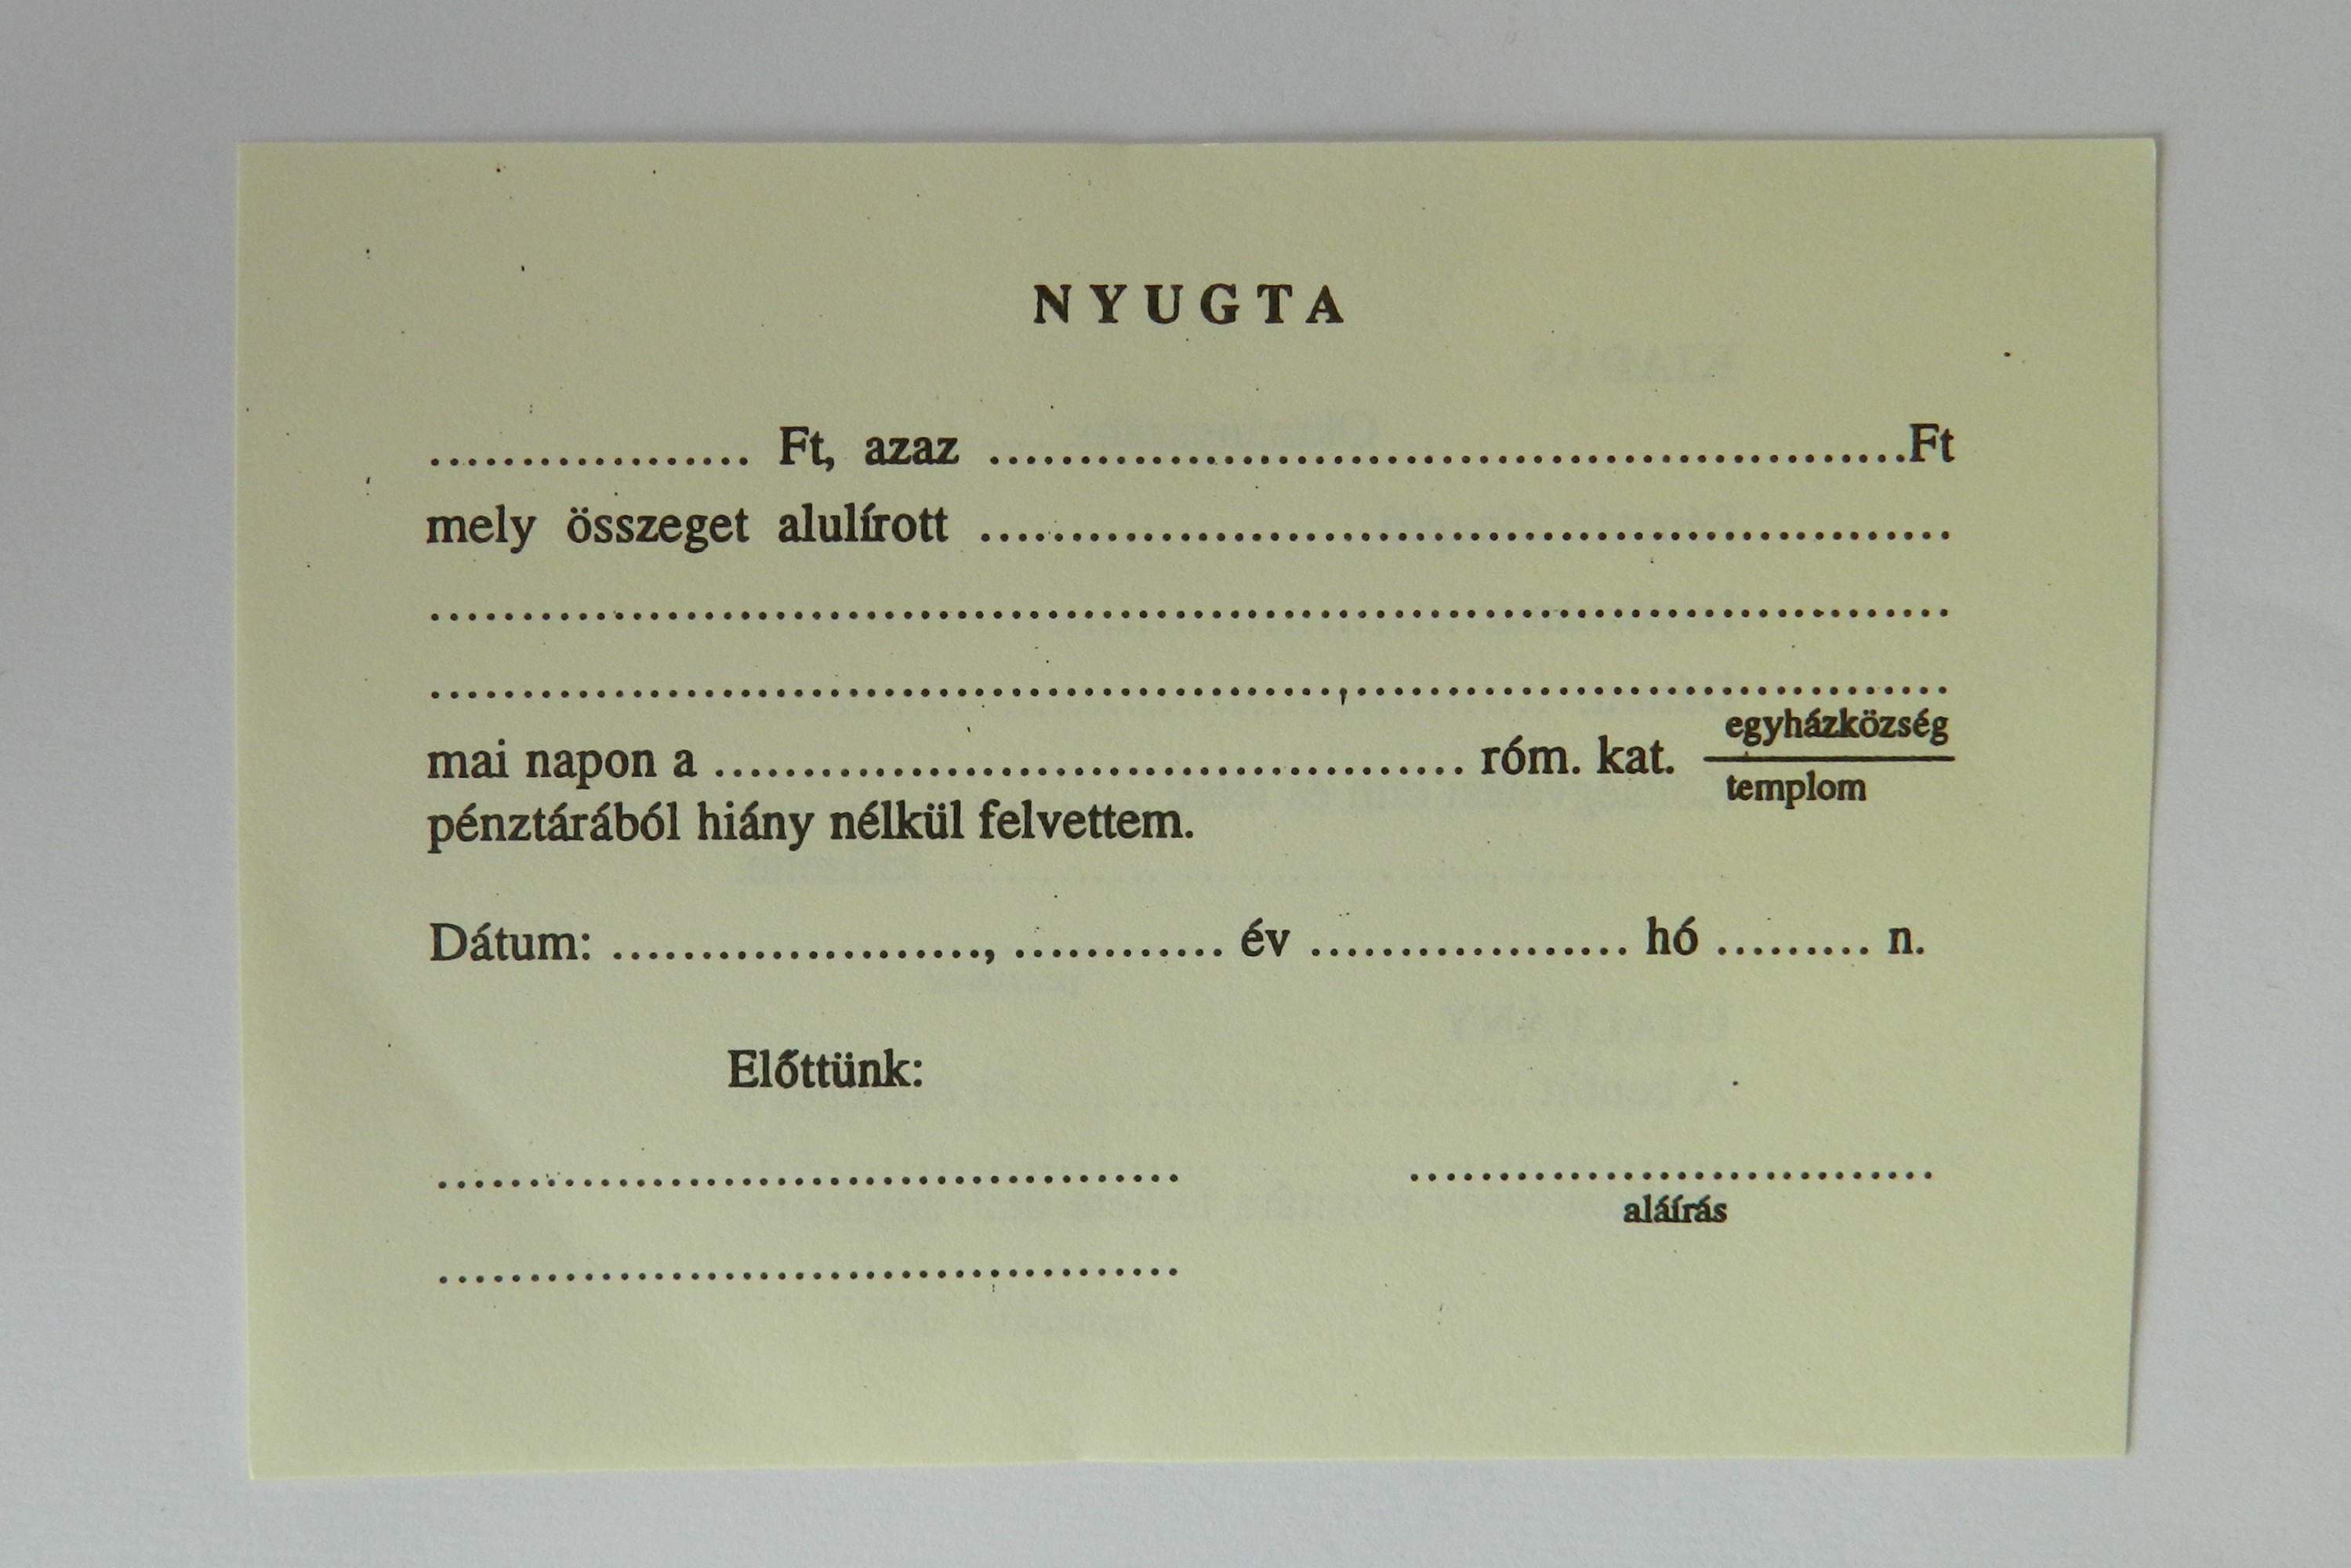 NYUGTA
.................. Ft, azaz ...................................................Ft
mely összeget alulírott ......................................................
.....................................................................................
.....................................................................................
mai napon a .......................................... róm. kat. egyházközség
templom
pénztárából hiány nélkül felvettem.
Dátum: ....................., ............ év .................. hó ......... n.
Előttünk:
.......................................... ..............................
aláírás
..........................................